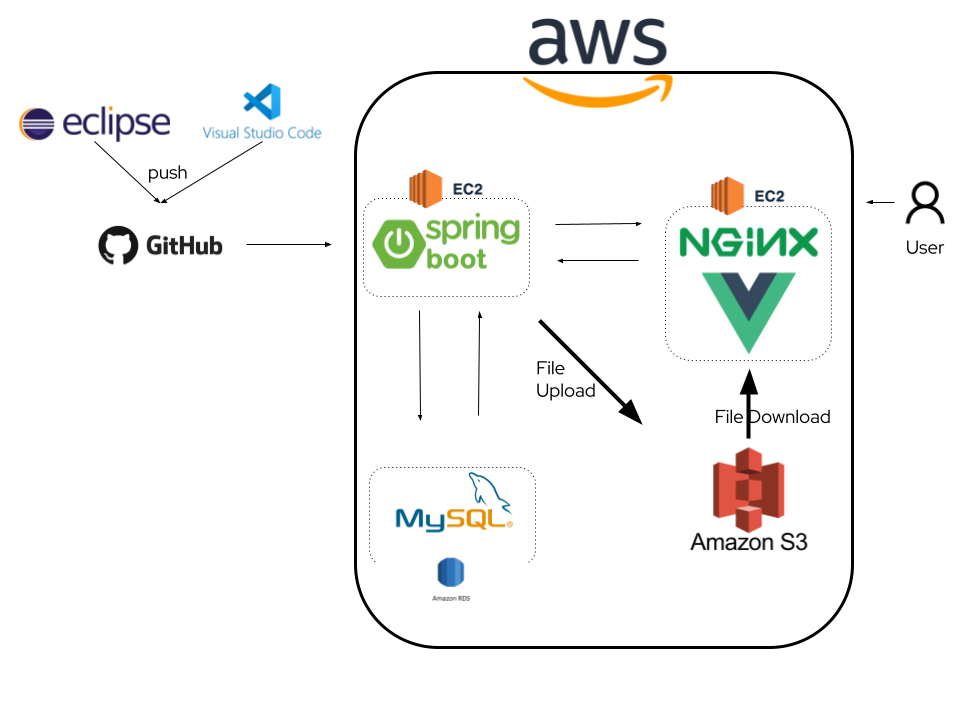 aws
eclipse
Visual Studio Code
push
GitHub
EC2
spring
boot
EC2
NGiNX
User
File
Upload
File Download
MySQL®
Amazon RDS
Amazon S3